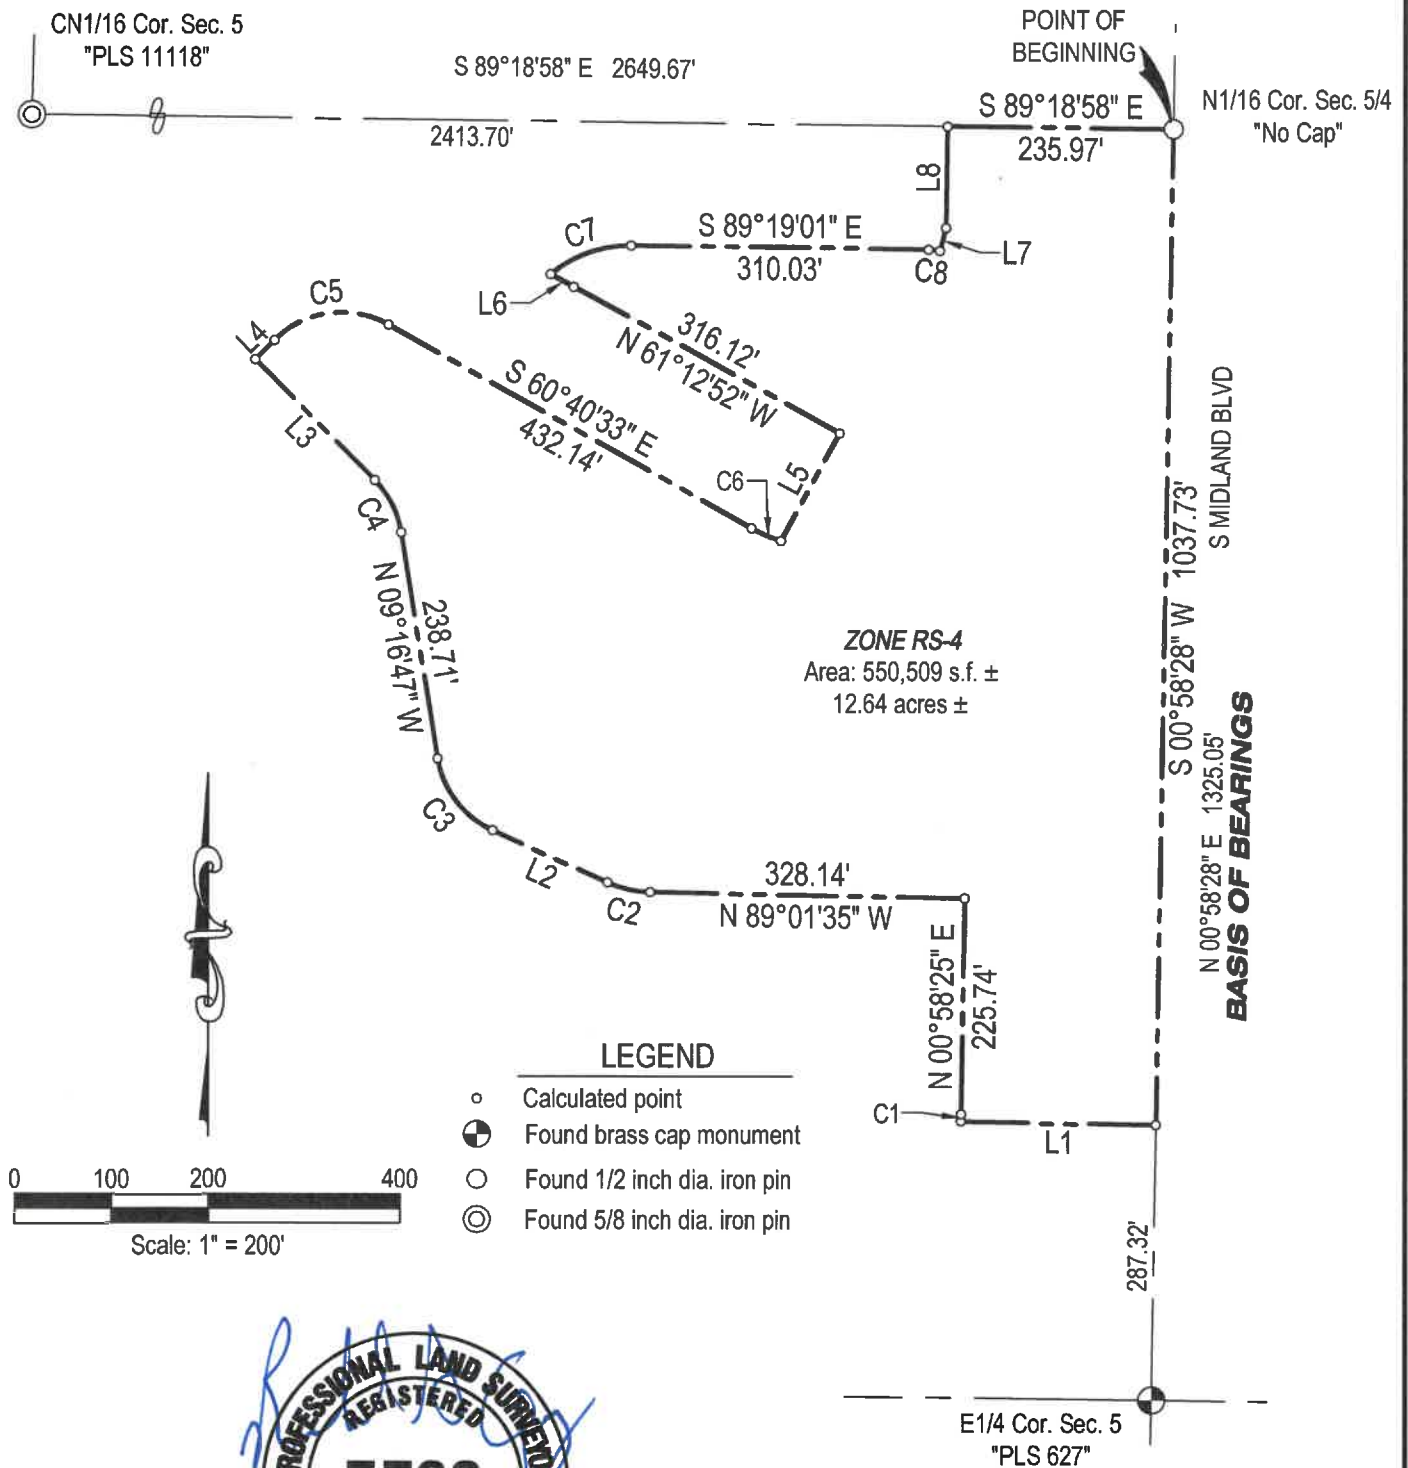 CN1/16 Cor. Sec. 5
"PLS 11118"
S 89°18'58" E 2649.67'
2413.70'
POINT OF
BEGINNING
S 89°18'58" E
235.97'
N1/16 Cor. Sec. 5/4
"No Cap"
L8
C7
S 89°19'01" E
310.03'
C8
L7
L6
C5
L4
316.12'
N 61°12'52" W
S 60°40'33" E
432.14'
L3
C6
L5
C4
S MIDLAND BLVD
S 00°58'28" W 1037.73'
N 09°16'47" W
238.71'
ZONE RS-4
Area: 550,509 s.f. ±
12.64 acres ±
N 00°58'28" E 1325.05'
BASIS OF BEARINGS
C3
L2
C2
328.14'
N 89°01'35" W
N 00°58'25" E
225.74'
C1
L1
LEGEND
Calculated point
Found brass cap monument
Found 1/2 inch dia. iron pin
Found 5/8 inch dia. iron pin
0 100 200 400
Scale: 1" = 200'
287.32'
E1/4 Cor. Sec. 5
"PLS 627"
PROFESSIONAL LAND SURVEYO
REGISTERED